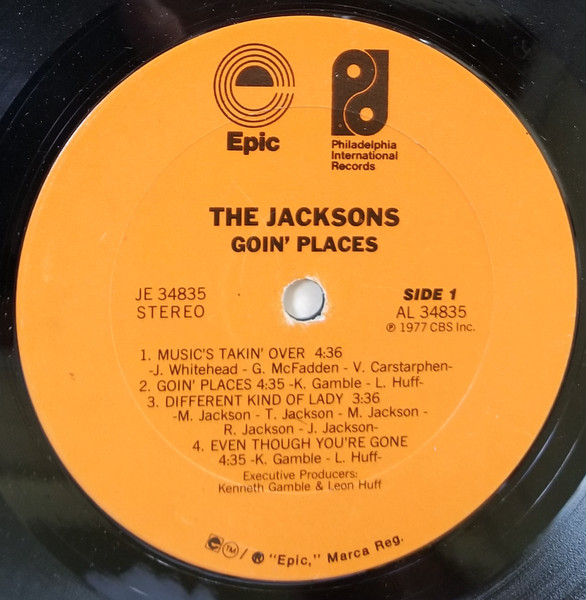 Epic
Philadelphia
International
Records
THE JACKSONS
GOIN' PLACES
JE 34835
STEREO
SIDE 1
AL 34835
℗ 1977 CBS Inc.
1. MUSIC'S TAKIN' OVER 4:36
-J. Whitehead - G. McFadden - V. Carstarphen-
2. GOIN' PLACES 4:35 -K. Gamble - L. Huff-
3. DIFFERENT KIND OF LADY 3:36
-M. Jackson - T. Jackson - M. Jackson -
R. Jackson - J. Jackson-
4. EVEN THOUGH YOU'RE GONE
4:35 -K. Gamble - L. Huff-
Executive Producers:
Kenneth Gamble & Leon Huff
TM / ® "Epic," Marca Reg.